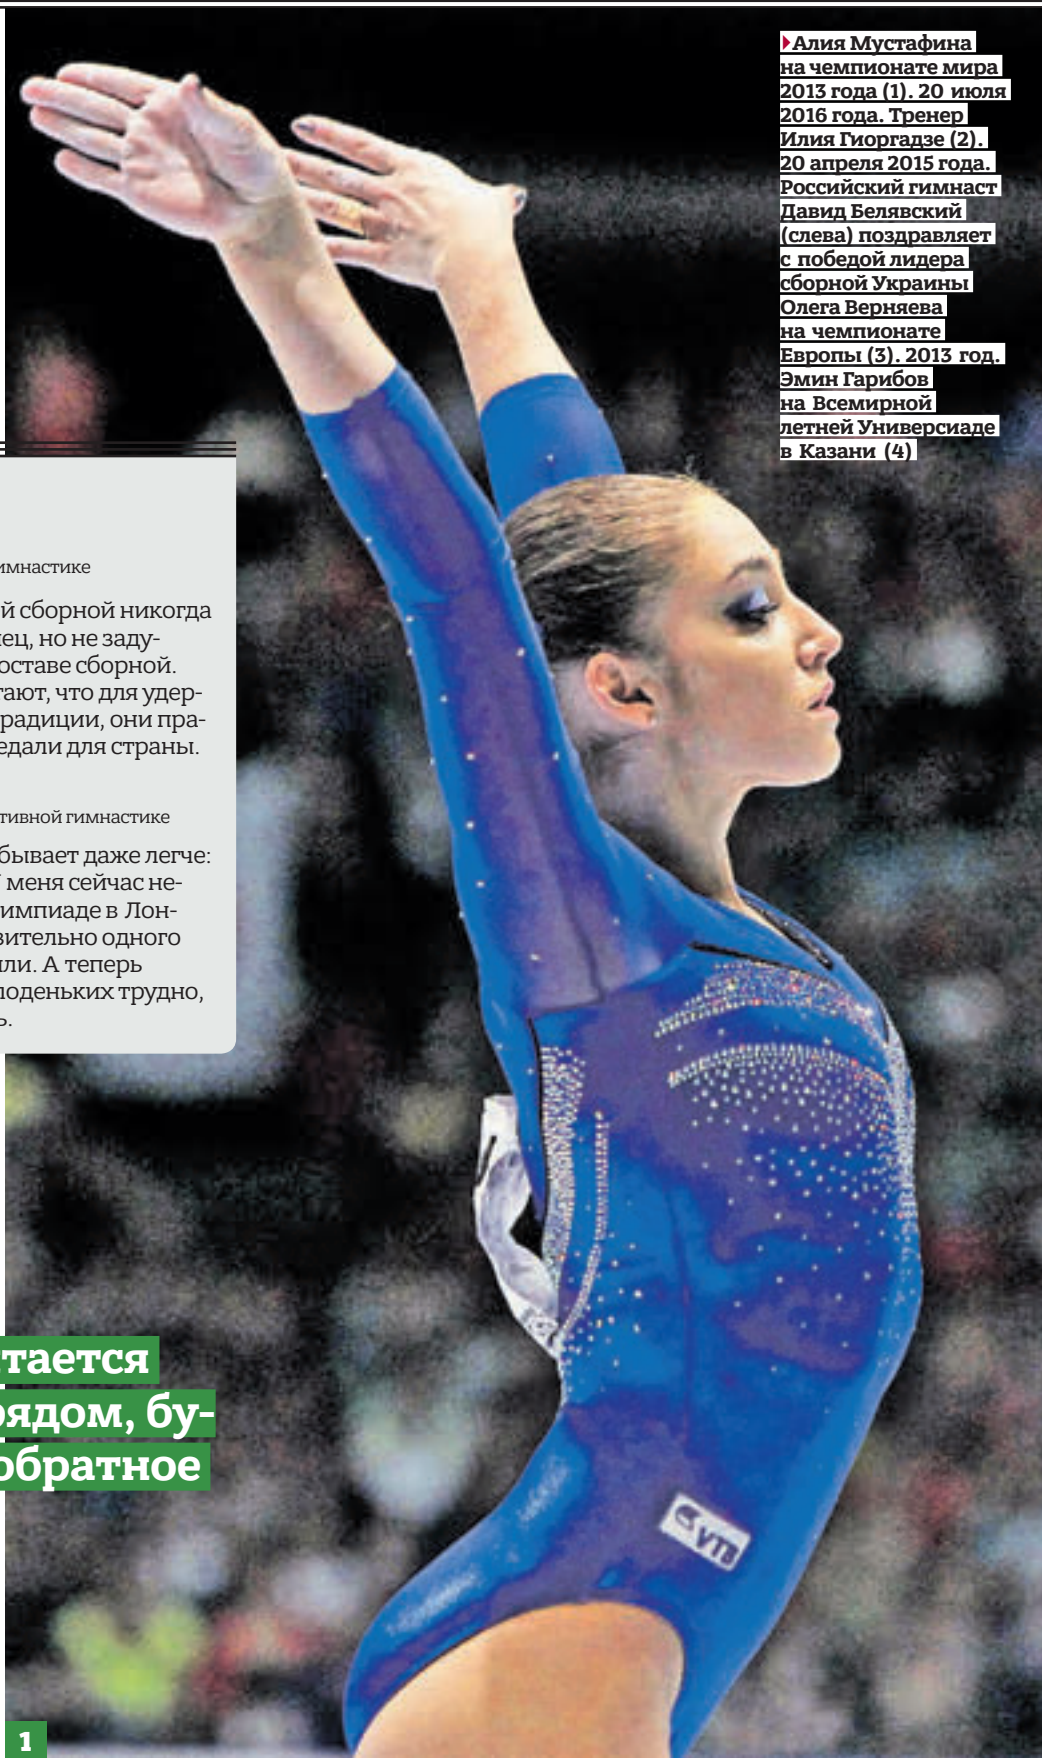 Алия Мустафина
на чемпионате мира
2013 года (1). 20 июля
2016 года. Тренер
Илия Гиоргадзе (2).
20 апреля 2015 года.
Российский гимнаст
Давид Белявский
(слева) поздравляет
с победой лидера
сборной Украины
Олега Верняева
на чемпионате
Европы (3). 2013 год.
Эмин Гарибов
на Всемирной
летней Универсиаде
в Казани (4)
имнастике
й сборной никогда
ец, но не заду-
оставе сборной.
тают, что для удер-
радиции, они пра-
едали для страны.
тивной гимнастике
бывает даже легче:
меня сейчас не-
импиаде в Лон-
вительно одного
ли. А теперь
лоденьких трудно,
ь.
тается
рядом, бу-
обратное
VTB
1